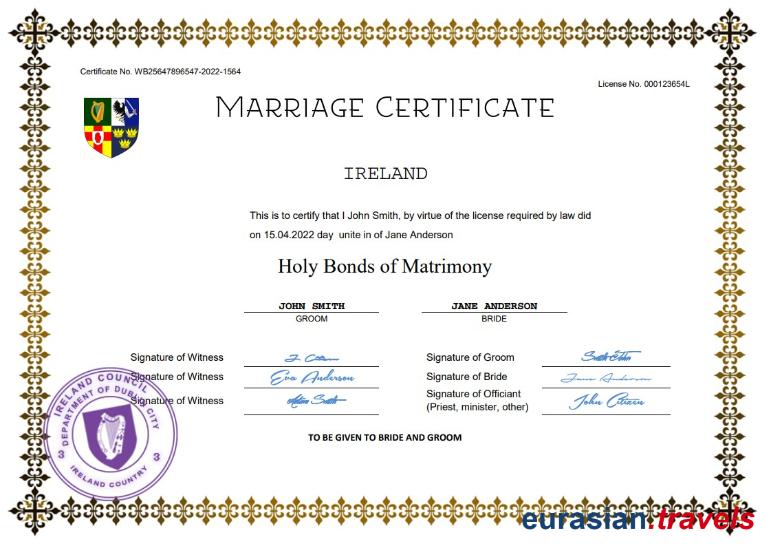 Certificate No. WB25647896547-2022-1564
License No. 000123654L
MARRIAGE CERTIFICATE
IRELAND
This is to certify that I John Smith, by virtue of the license required by law did
on 15.04.2022 day unite in of Jane Anderson
Holy Bonds of Matrimony
JOHN SMITH
JANE ANDERSON
GROOM
BRIDE
Signature of Witness
Signature of Groom
Signature of Witness Eva Anderson
Signature of Bride Jane Anderson
Signature of Witness
Signature of Officiant John Citizen
(Priest, minister, other)
IRELAND COUNCIL
DEPARTMENT OF DUBLIN CITY
3 3
IRELAND COUNTRY
TO BE GIVEN TO BRIDE AND GROOM
eurasian.travels